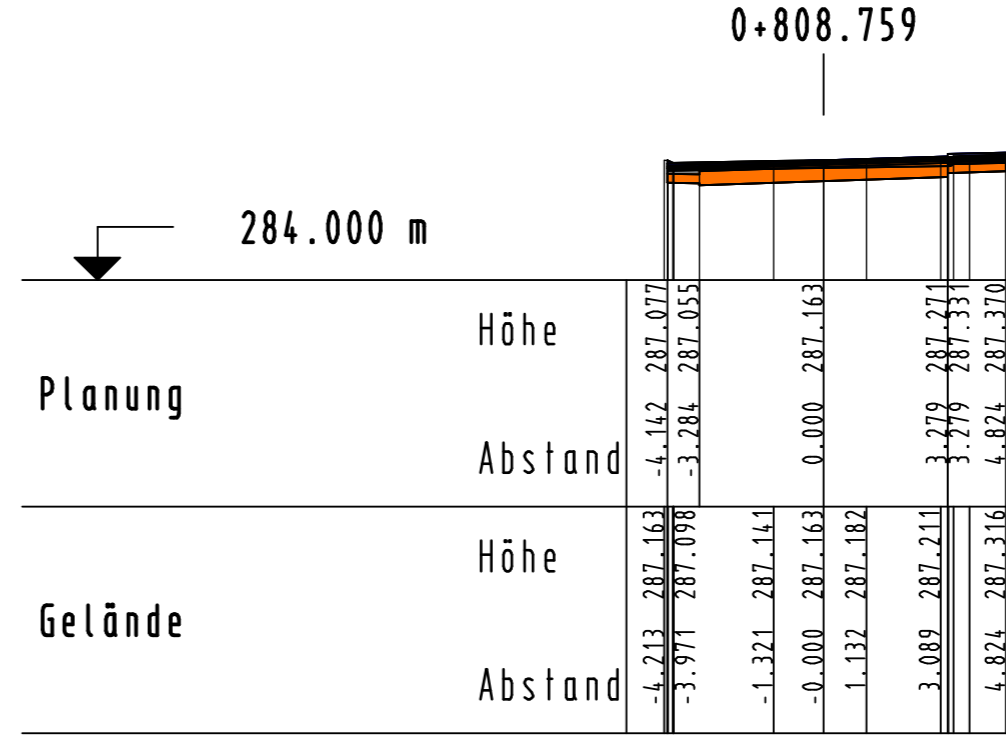 0+808.759
284.000 m
Planung
Höhe
287.077 287.055 287.163 287.271 287.331 287.370
Abstand
-4.142 -3.284 0.000 3.279 3.279 4.824
Gelände
Höhe
287.163 287.098 287.141 287.163 287.182 287.211 287.316
Abstand
-4.213 -3.971 -1.321 -0.000 1.132 3.089 4.824